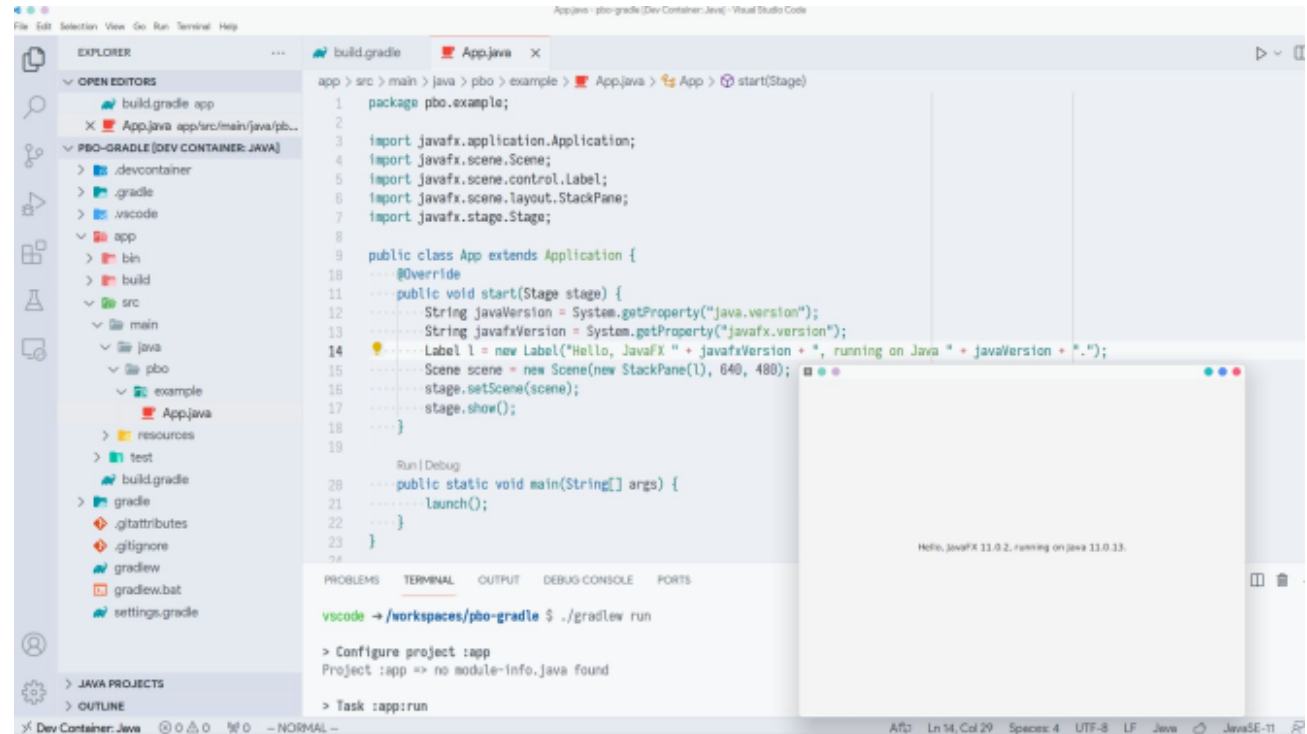 App.java - pbo-gradle [Dev Container: Java] - Visual Studio Code
File Edit Selection View Go Run Terminal Help
EXPLORER ...
OPEN EDITORS
build.gradle app
App.java app/src/main/java/pb...
PBO-GRADLE [DEV CONTAINER: JAVA]
.devcontainer
.gradle
.vscode
app
bin
build
src
main
java
pbo
example
App.java
resources
test
build.gradle
gradle
.gitattributes
.gitignore
gradlew
gradlew.bat
settings.gradle
JAVA PROJECTS
OUTLINE
build.gradle App.java
app > src > main > java > pbo > example > App.java > App > start(Stage)
1 package pbo.example;
2
3 import javafx.application.Application;
4 import javafx.scene.Scene;
5 import javafx.scene.control.Label;
6 import javafx.scene.layout.StackPane;
7 import javafx.stage.Stage;
8
9 public class App extends Application {
10 @Override
11 public void start(Stage stage) {
12 String javaVersion = System.getProperty("java.version");
13 String javafxVersion = System.getProperty("javafx.version");
14 Label l = new Label("Hello, JavaFX " + javafxVersion + ", running on Java " + javaVersion + ".");
15 Scene scene = new Scene(new StackPane(l), 640, 480);
16 stage.setScene(scene);
17 stage.show();
18 }
19
Run | Debug
20 public static void main(String[] args) {
21 launch();
22 }
23 }
24
Hello, JavaFX 11.0.2, running on Java 11.0.13.
PROBLEMS TERMINAL OUTPUT DEBUG CONSOLE PORTS
vscode → /workspaces/pbo-gradle $ ./gradlew run
> Configure project :app
Project :app => no module-info.java found
> Task :app:run
Dev Container: Java 0 0 0 -- NORMAL -- Ln 14, Col 29 Spaces: 4 UTF-8 LF Java JavaSE-11